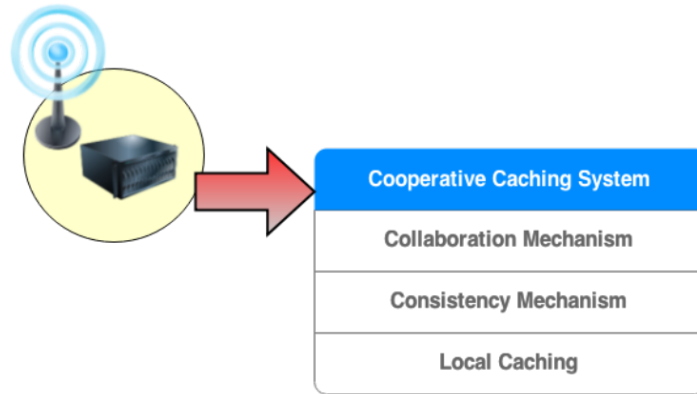 Cooperative Caching System
Collaboration Mechanism
Consistency Mechanism
Local Caching